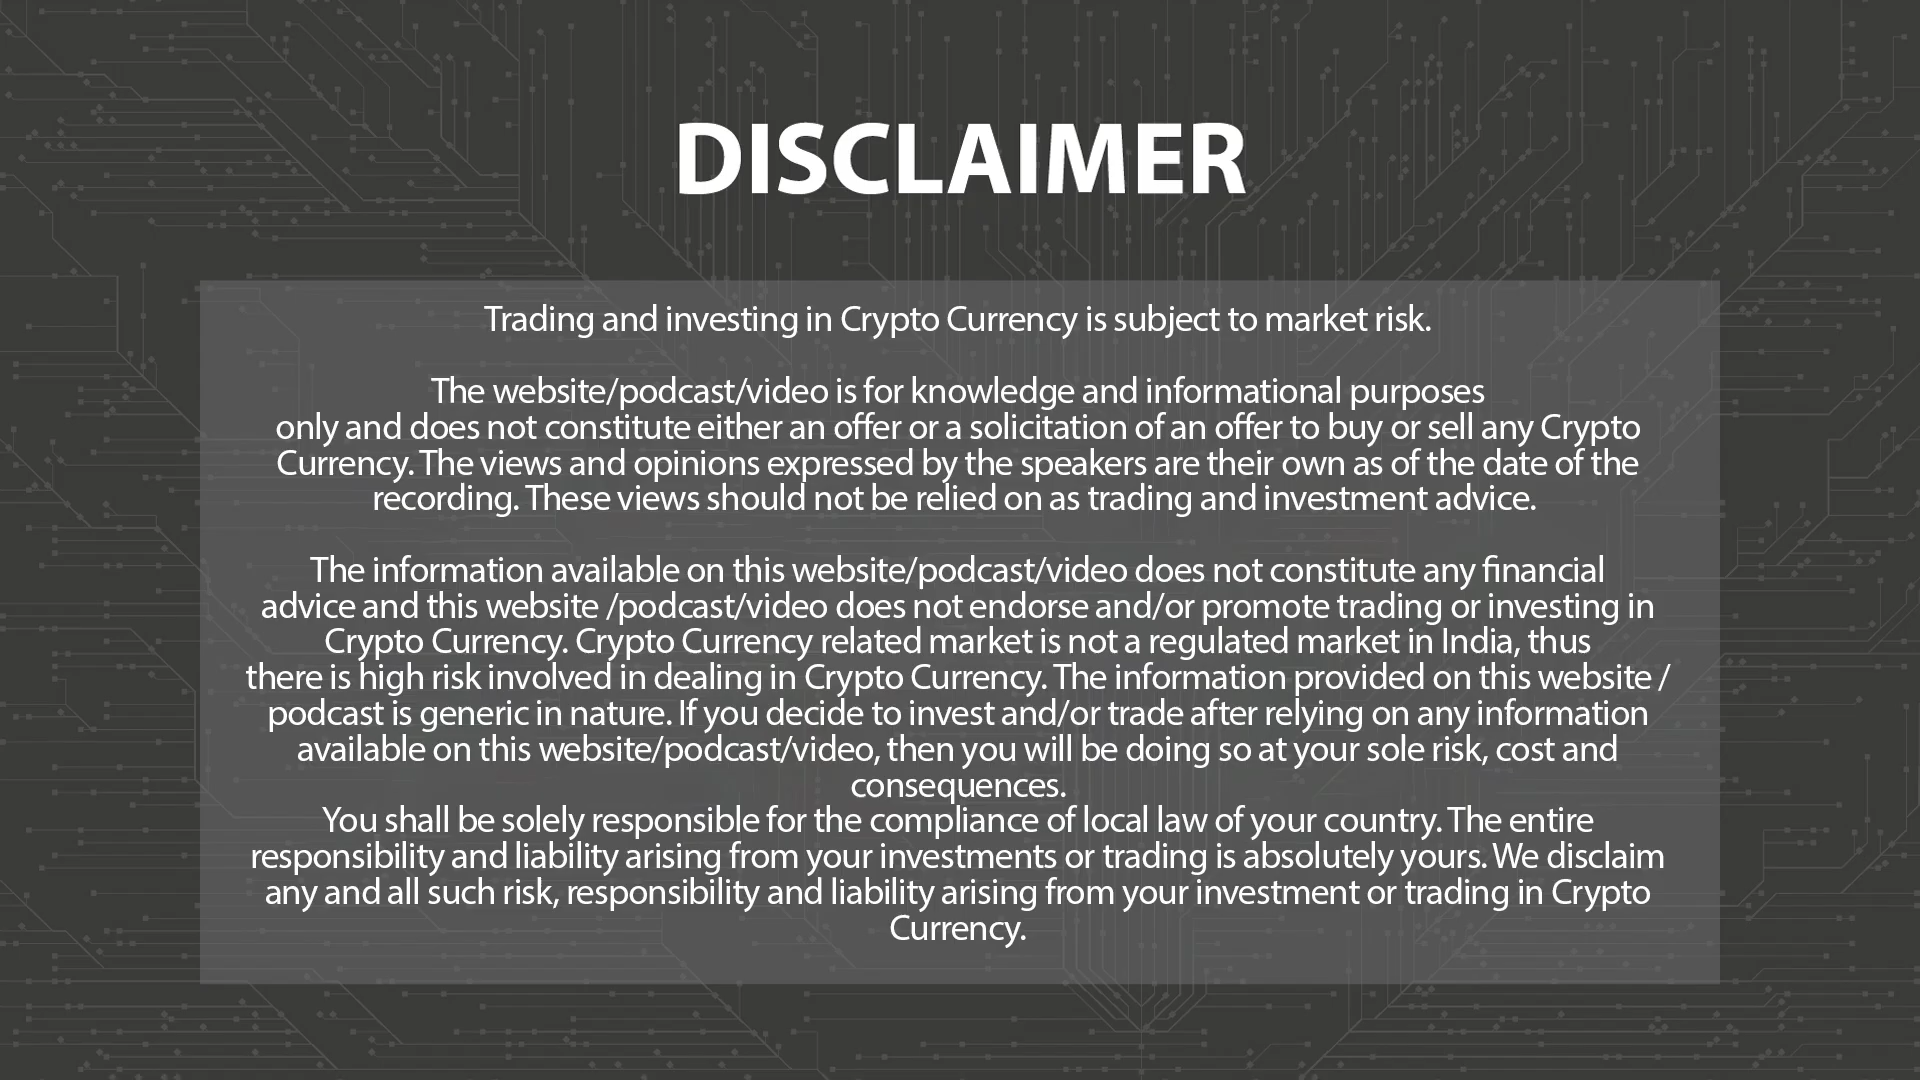 DISCLAIMER
Trading and investing in Crypto Currency is subject to market risk.
The website/podcast/video is for knowledge and informational purposes
only and does not constitute either an offer or a solicitation of an offer to buy or sell any Crypto
Currency. The views and opinions expressed by the speakers are their own as of the date of the
recording. These views should not be relied on as trading and investment advice.
The information available on this website/podcast/video does not constitute any financial
advice and this website /podcast/video does not endorse and/or promote trading or investing in
Crypto Currency. Crypto Currency related market is not a regulated market in India, thus
there is high risk involved in dealing in Crypto Currency. The information provided on this website /
podcast is generic in nature. If you decide to invest and/or trade after relying on any information
available on this website/podcast/video, then you will be doing so at your sole risk, cost and
consequences.
You shall be solely responsible for the compliance of local law of your country. The entire
responsibility and liability arising from your investments or trading is absolutely yours. We disclaim
any and all such risk, responsibility and liability arising from your investment or trading in Crypto
Currency.